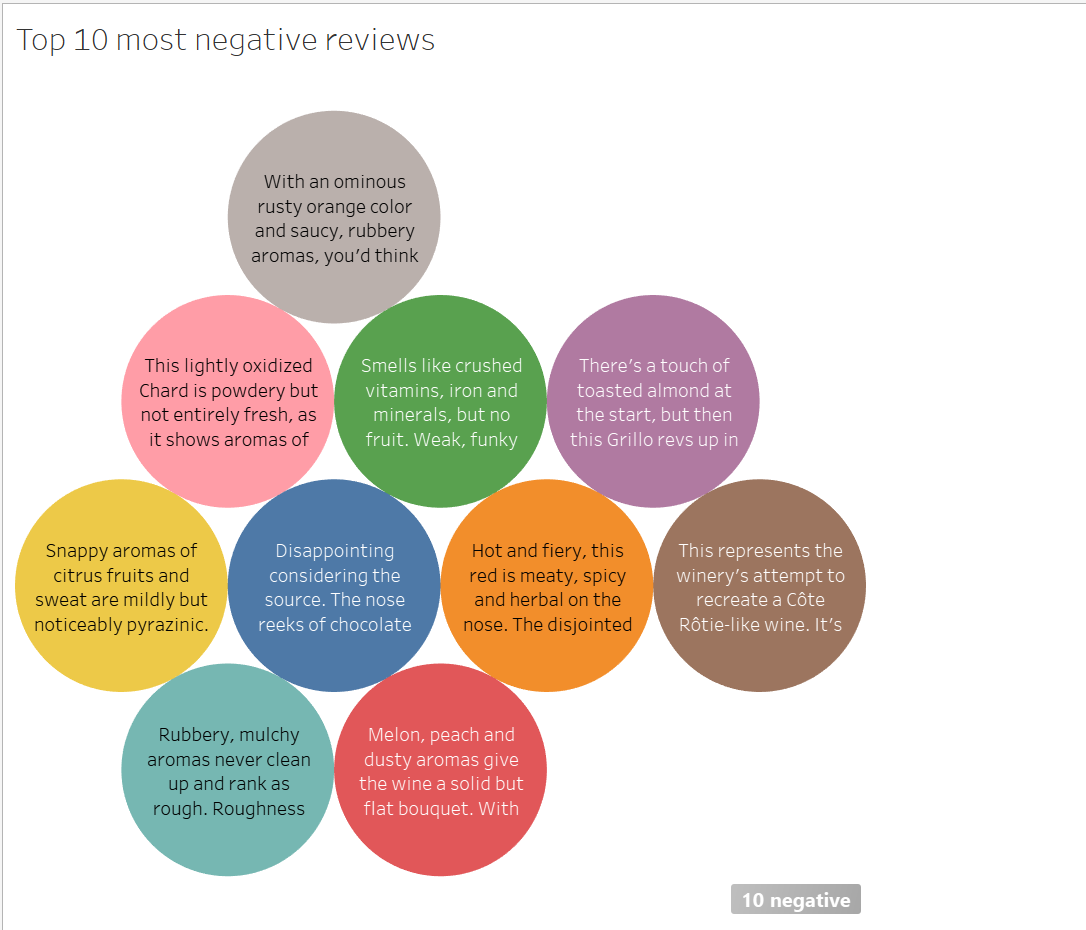 Top 10 most negative reviews
With an ominous
rusty orange color
and saucy, rubbery
aromas, you’d think
This lightly oxidized
Chard is powdery but
not entirely fresh, as
it shows aromas of
Smells like crushed
vitamins, iron and
minerals, but no
fruit. Weak, funky
There’s a touch of
toasted almond at
the start, but then
this Grillo revs up in
Snappy aromas of
citrus fruits and
sweat are mildly but
noticeably pyrazinic.
Disappointing
considering the
source. The nose
reeks of chocolate
Hot and fiery, this
red is meaty, spicy
and herbal on the
nose. The disjointed
This represents the
winery’s attempt to
recreate a Côte
Rôtie-like wine. It’s
Rubbery, mulchy
aromas never clean
up and rank as
rough. Roughness
Melon, peach and
dusty aromas give
the wine a solid but
flat bouquet. With
10 negative